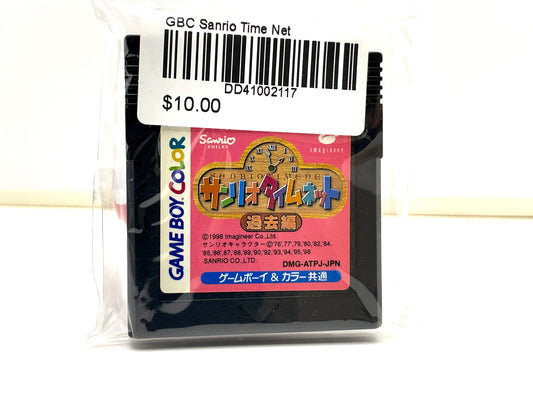 GBC Sanrio Time Net
DD41002117
$10.00
Sanrio
SMILES
imagineer
GAME BOY COLOR
SANRIO TIMENET
サンリオタイムネット
過去編
©1998 Imagineer Co.,Ltd.
サンリオキャラクター ©'76,'77,'79,'80,'82,'84,
'85,'86,'87,'88,'89,'90,'92,'93,'94,'95,'96,'98
SANRIO CO.,LTD.
DMG-ATPJ-JPN
ゲームボーイ & カラー共通